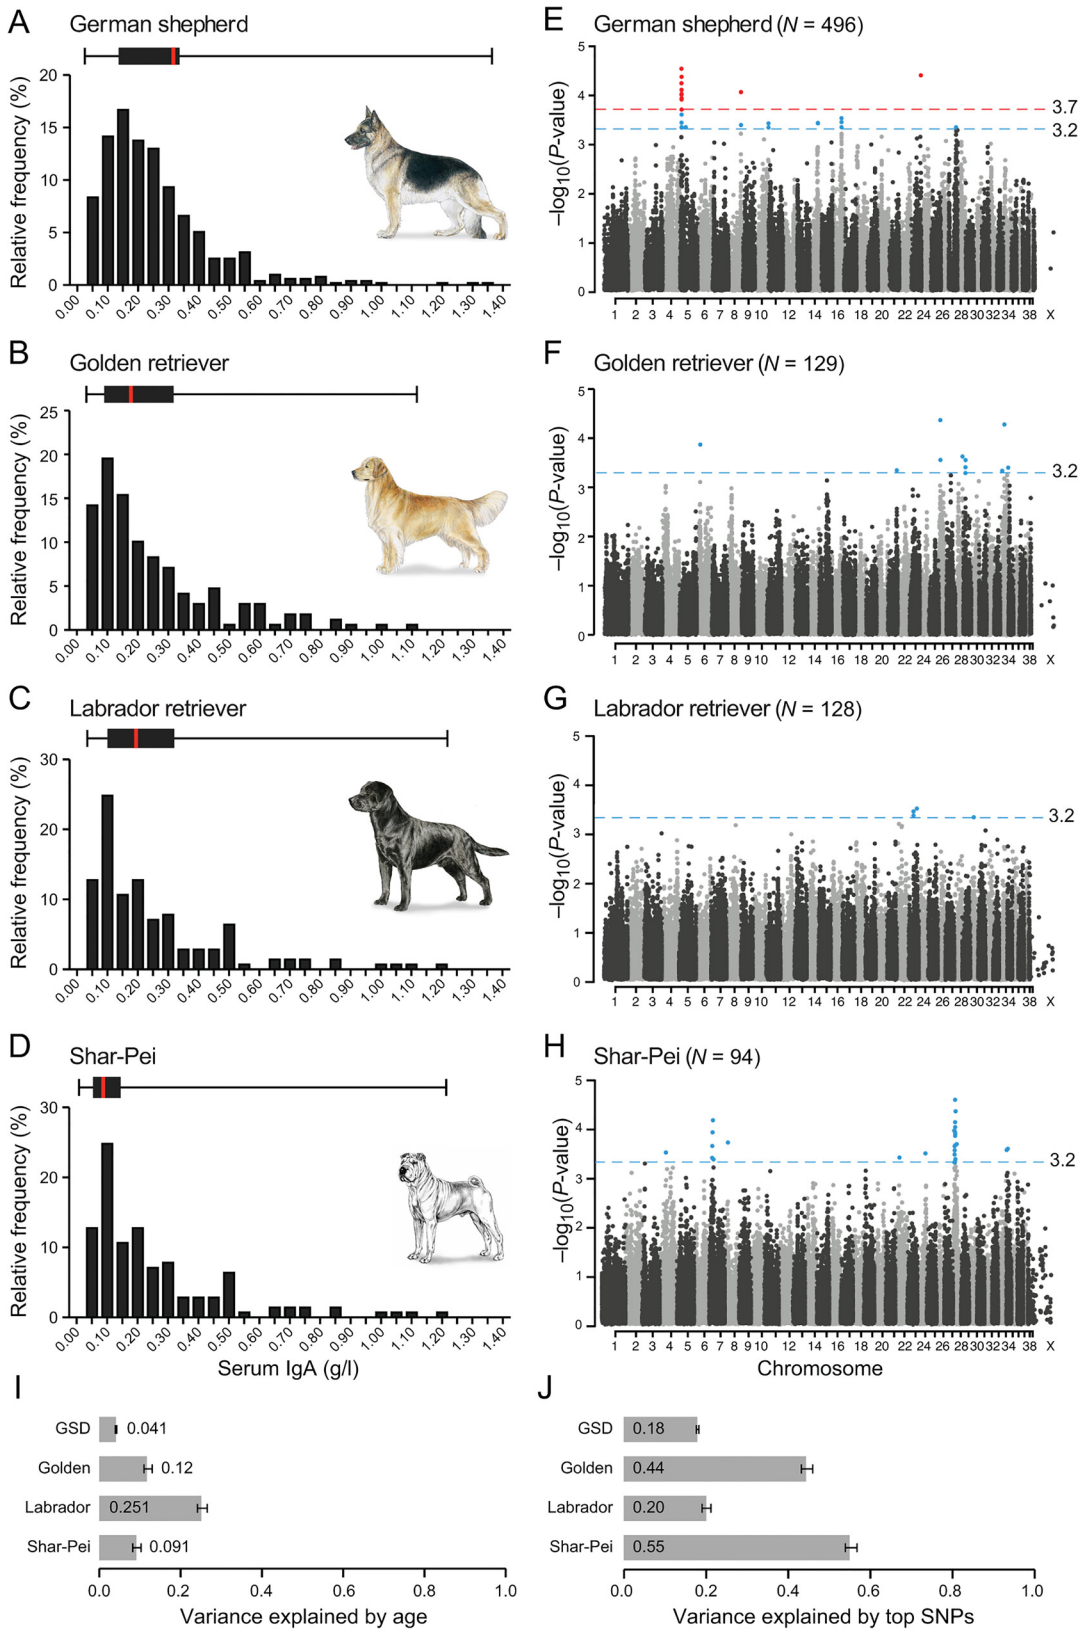 A
German shepherd
Relative frequency (%)
20
15
10
5
0
0.00 0.10 0.20 0.30 0.40 0.50 0.60 0.70 0.80 0.90 1.00 1.10 1.20 1.30 1.40
E
German shepherd (N = 496)
–log10(P-value)
5
4
3
2
1
0
3.7
3.2
1 2 3 4 5 6 8 9 10 12 14 16 18 20 22 24 26 28 30 32 34 38 X
B
Golden retriever
Relative frequency (%)
25
20
15
10
5
0
0.00 0.10 0.20 0.30 0.40 0.50 0.60 0.70 0.80 0.90 1.00 1.10 1.20 1.30 1.40
F
Golden retriever (N = 129)
–log10(P-value)
5
4
3
2
1
0
3.2
1 2 3 4 5 6 7 8 9 10 12 14 16 18 20 22 24 26 28 30 32 34 38 X
C
Labrador retriever
Relative frequency (%)
30
20
10
0
0.00 0.10 0.20 0.30 0.40 0.50 0.60 0.70 0.80 0.90 1.00 1.10 1.20 1.30 1.40
G
Labrador retriever (N = 128)
–log10(P-value)
5
4
3
2
1
0
3.2
1 2 3 4 5 6 7 8 9 10 12 14 16 18 20 22 24 26 28 30 32 34 38 X
D
Shar-Pei
Relative frequency (%)
30
20
10
0
0.00 0.10 0.20 0.30 0.40 0.50 0.60 0.70 0.80 0.90 1.00 1.10 1.20 1.30 1.40
Serum IgA (g/l)
H
Shar-Pei (N = 94)
–log10(P-value)
5
4
3
2
1
0
3.2
1 2 3 4 5 6 7 8 9 10 12 14 16 18 20 22 24 26 28 30 32 34 38 X
Chromosome
I
GSD 0.041
Golden 0.12
Labrador 0.251
Shar-Pei 0.091
0.0 0.2 0.4 0.6 0.8 1.0
Variance explained by age
J
GSD 0.18
Golden 0.44
Labrador 0.20
Shar-Pei 0.55
0.0 0.2 0.4 0.6 0.8 1.0
Variance explained by top SNPs